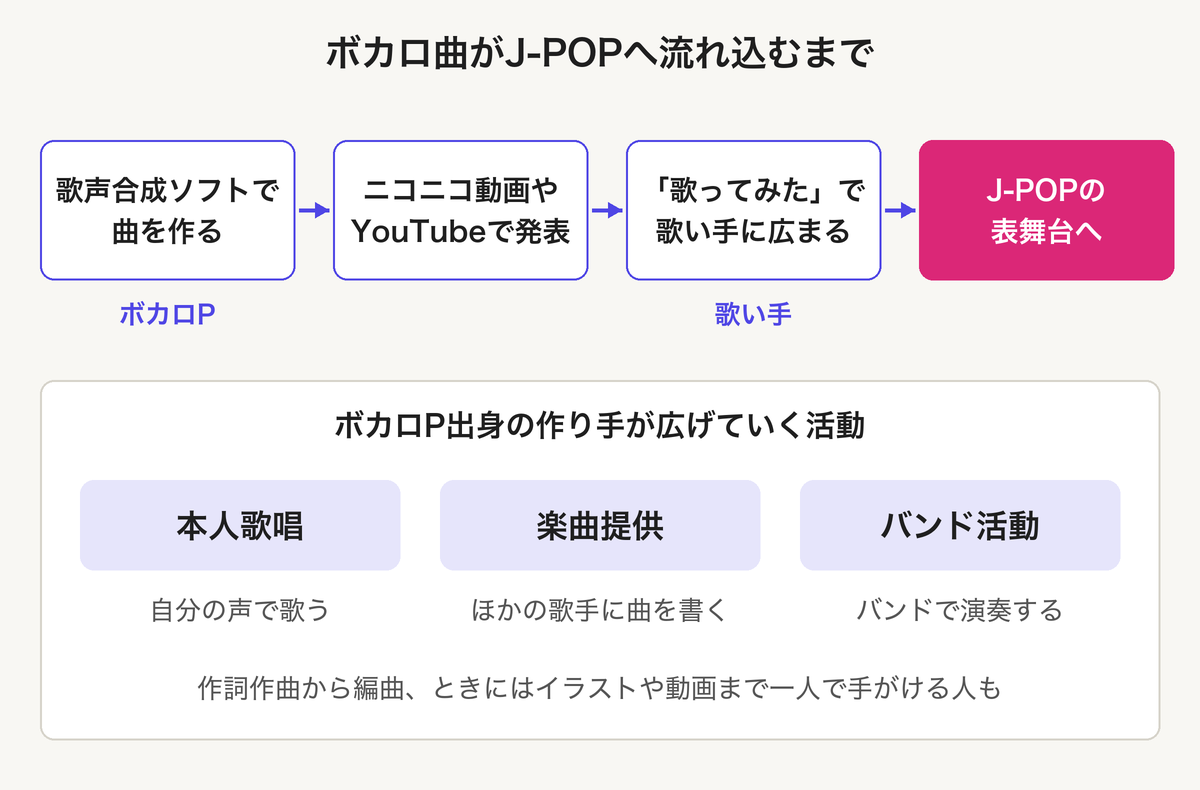 ボカロ曲がJ-POPへ流れ込むまで
歌声合成ソフトで
曲を作る
ニコニコ動画や
YouTubeで発表
「歌ってみた」で
歌い手に広まる
J-POPの
表舞台へ
ボカロP
歌い手
ボカロP出身の作り手が広げていく活動
本人歌唱
楽曲提供
バンド活動
自分の声で歌う
ほかの歌手に曲を書く
バンドで演奏する
作詞作曲から編曲、ときにはイラストや動画まで一人で手がける人も